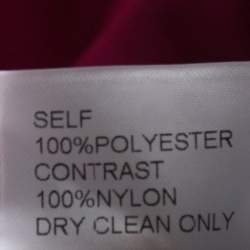 SELF
100%POLYESTER
CONTRAST
100%NYLON
DRY CLEAN ONLY